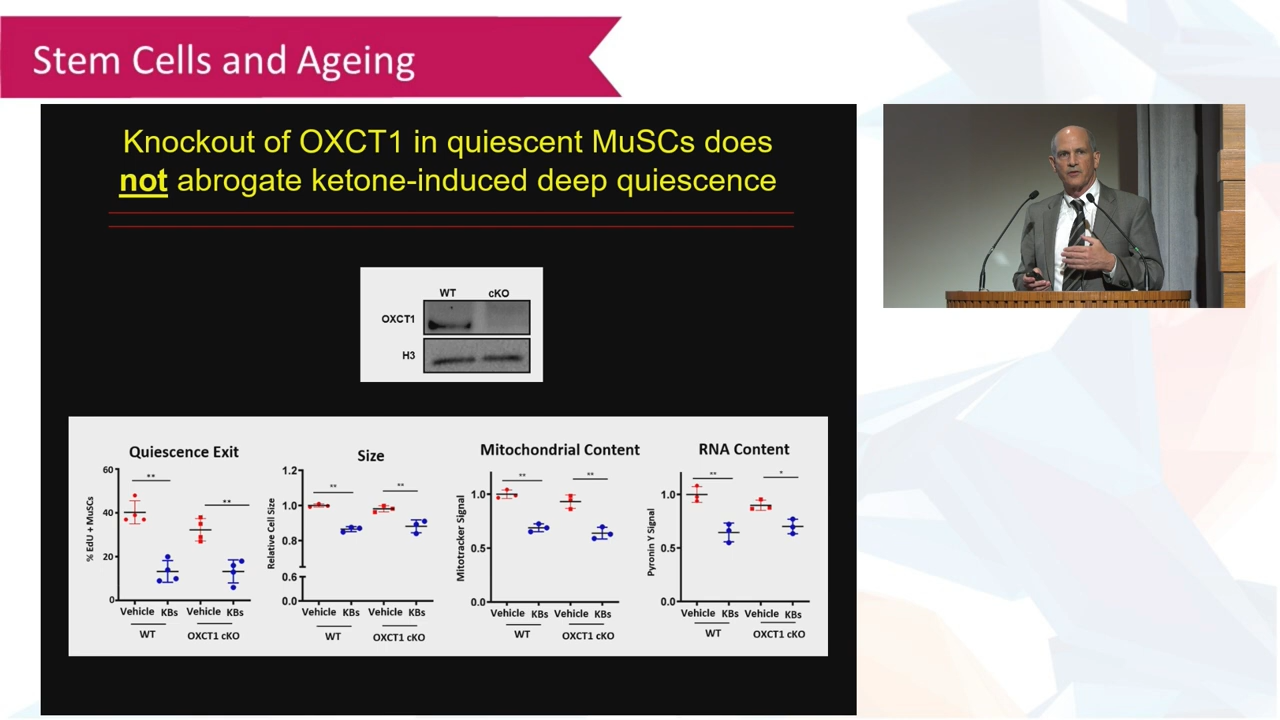 Stem Cells and Ageing
Knockout of OXCT1 in quiescent MuSCs does
not abrogate ketone-induced deep quiescence
WT cKO
OXCT1
H3
Quiescence Exit
% EdU + MuSCs
60
40
20
0
**
**
Vehicle KBs Vehicle KBs
WT OXCT1 cKO
Size
Relative Cell Size
1.2
1.0
0.8
0.6
0.0
**
**
Vehicle KBs Vehicle KBs
WT OXCT1 cKO
Mitochondrial Content
Mitotracker Signal
1.0
0.5
0.0
**
**
Vehicle KBs Vehicle KBs
WT OXCT1 cKO
RNA Content
Pyronin Y Signal
1.0
0.5
0.0
**
*
Vehicle KBs Vehicle KBs
WT OXCT1 cKO